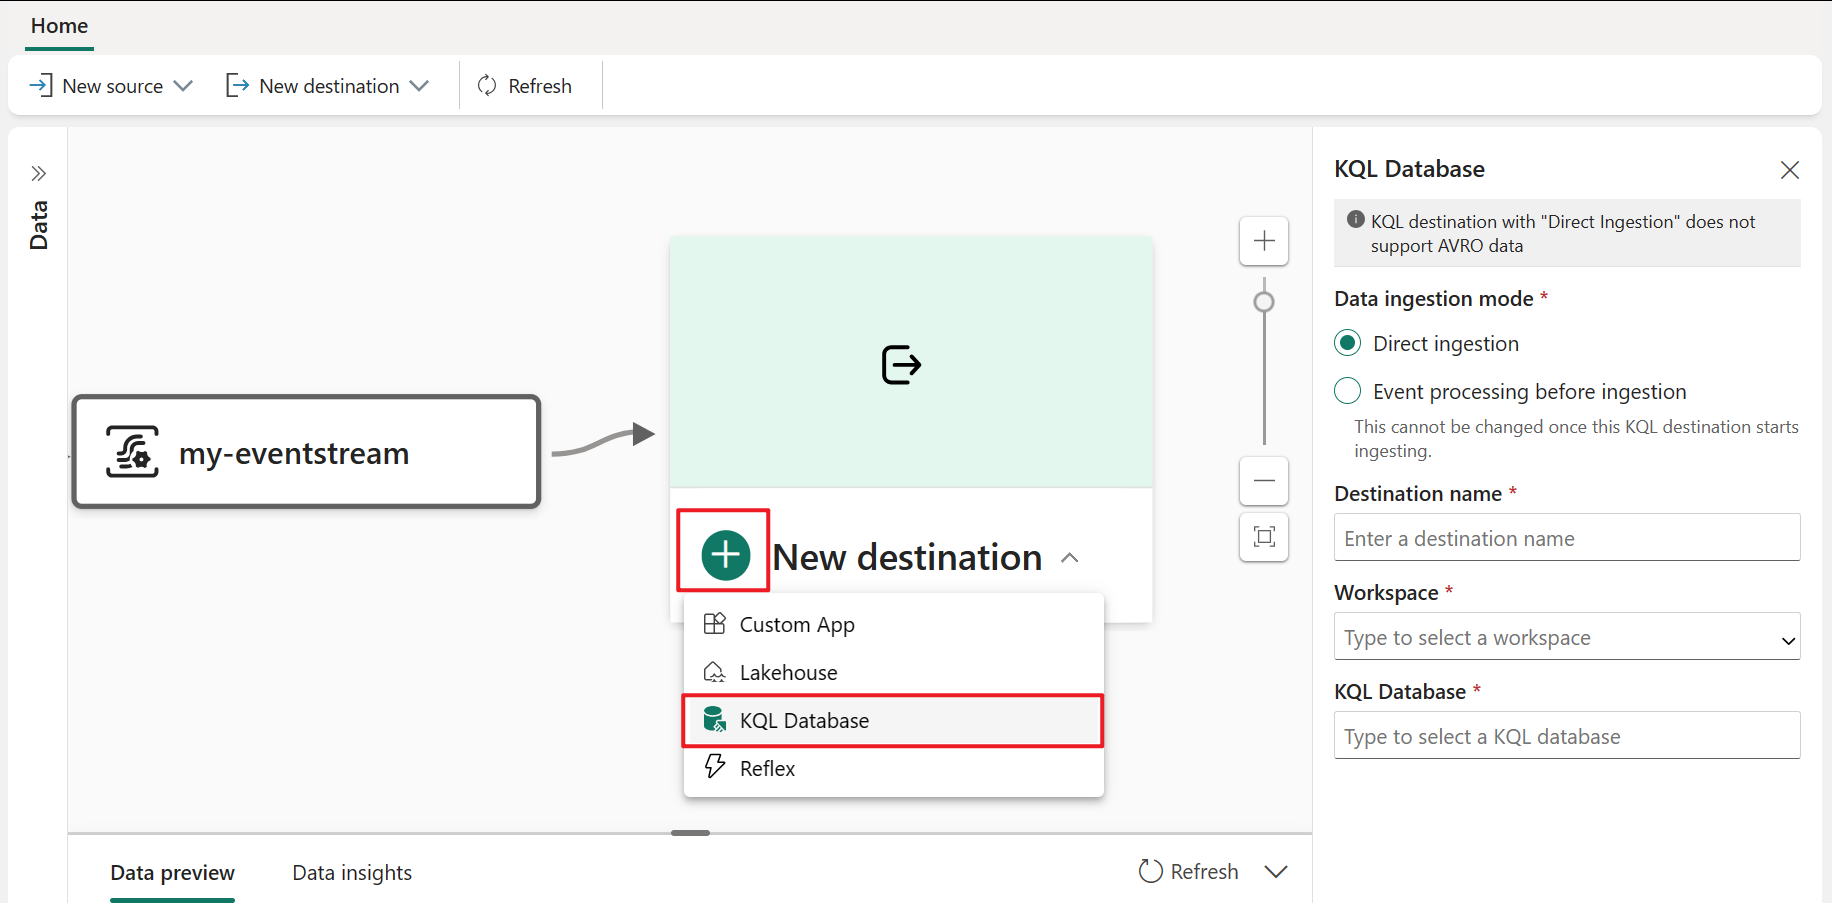 Home
New source
New destination
Refresh
Data
my-eventstream
New destination
Custom App
Lakehouse
KQL Database
Reflex
Data preview
Data insights
Refresh
KQL Database
KQL destination with "Direct Ingestion" does not
support AVRO data
Data ingestion mode *
Direct ingestion
Event processing before ingestion
This cannot be changed once this KQL destination starts
ingesting.
Destination name *
Enter a destination name
Workspace *
Type to select a workspace
KQL Database *
Type to select a KQL database